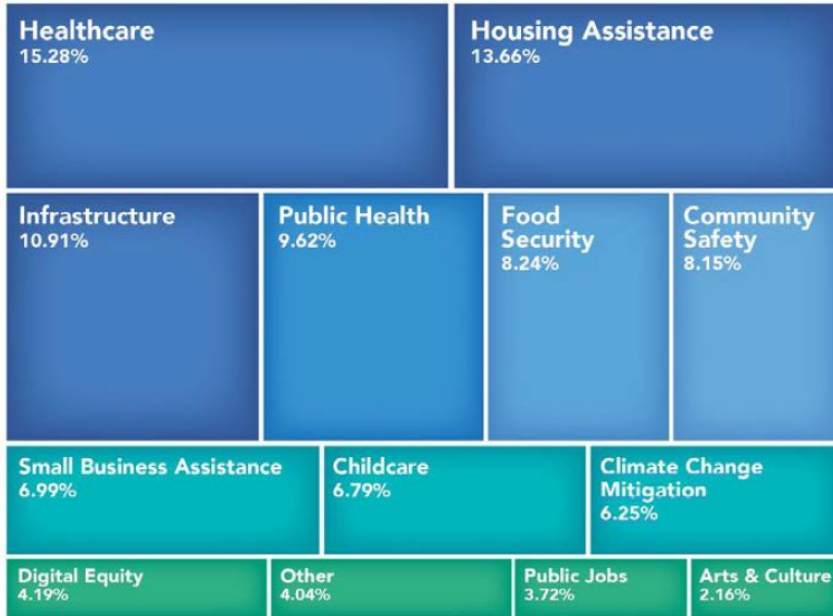 Healthcare
15.28%
Housing Assistance
13.66%
Infrastructure
10.91%
Public Health
9.62%
Food
Security
8.24%
Community
Safety
8.15%
Small Business Assistance
6.99%
Childcare
6.79%
Climate Change
Mitigation
6.25%
Digital Equity
4.19%
Other
4.04%
Public Jobs
3.72%
Arts & Culture
2.16%